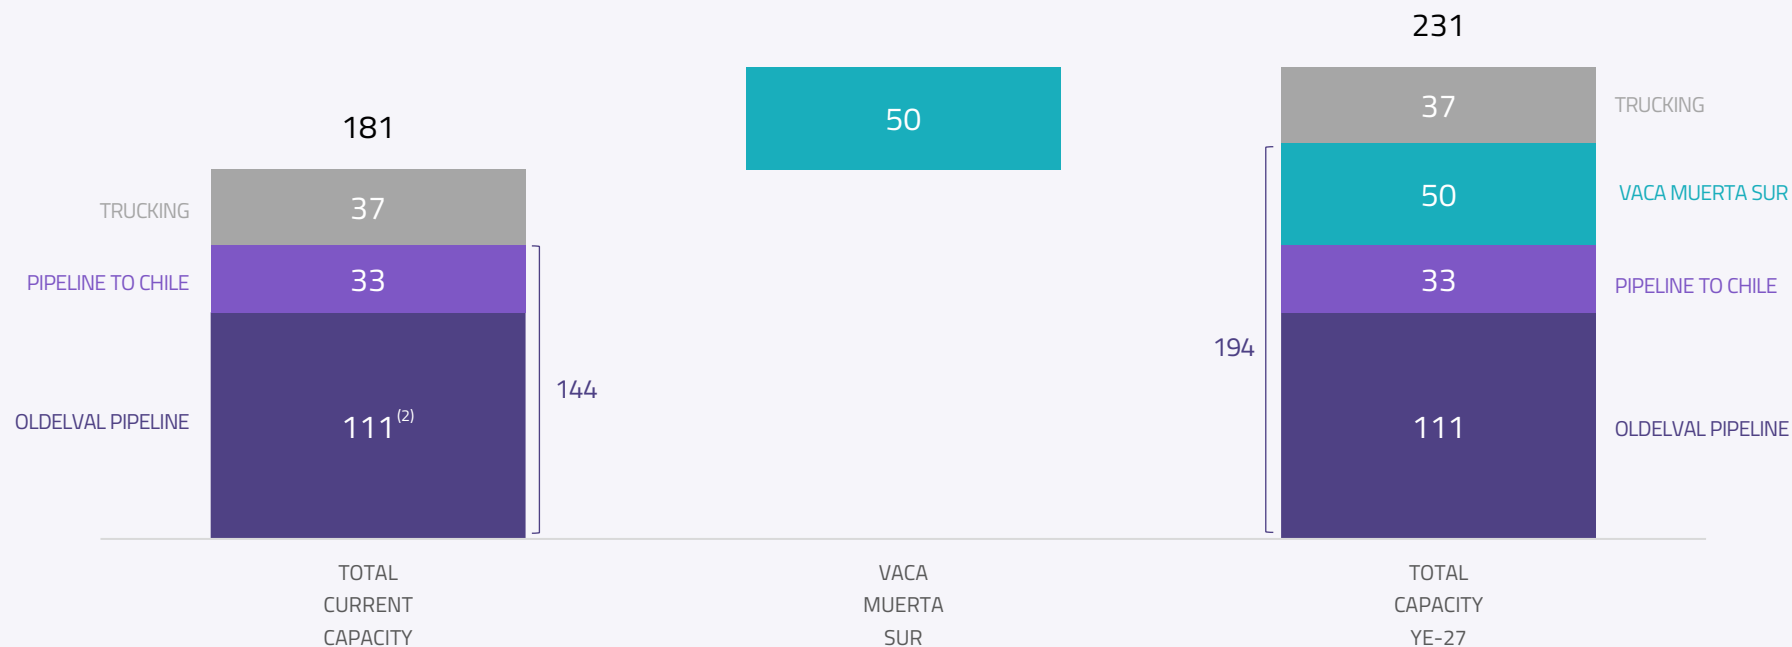 181
37
33
111(2)
TRUCKING
PIPELINE TO CHILE
OLDELVAL PIPELINE
144
50
231
37
50
33
111
194
TRUCKING
VACA MUERTA SUR
PIPELINE TO CHILE
OLDELVAL PIPELINE
TOTAL
CURRENT
CAPACITY
VACA
MUERTA
SUR
TOTAL
CAPACITY
YE-27